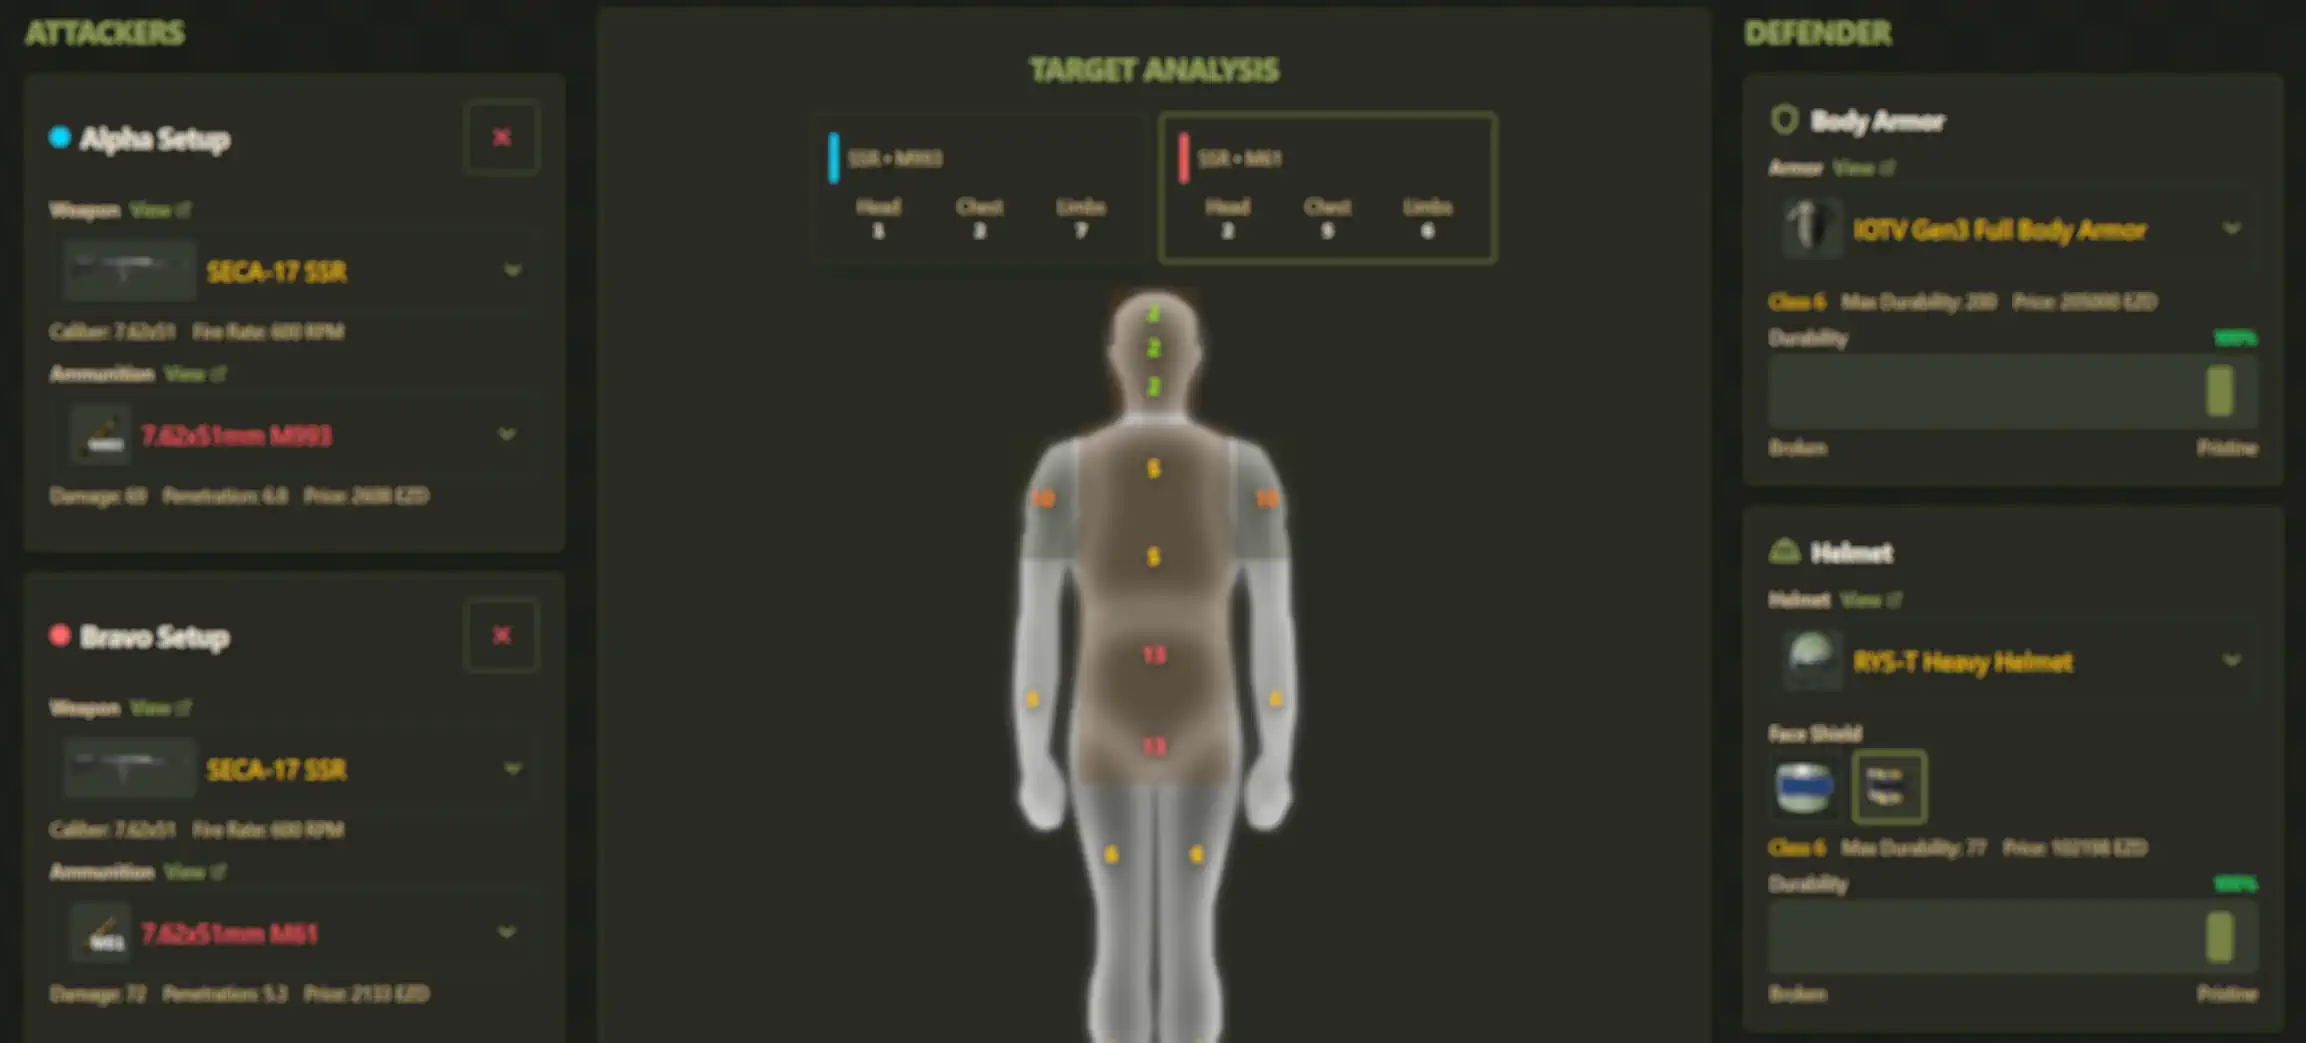 ATTACKERS
Alpha Setup
Weapon View
SECA-17 SSR
Caliber: 7.62x51 Fire Rate: 600 RPM
Ammunition View
7.62x51mm M993
Damage: 69 Penetration: 6.8 Price: 2608 EZD
Bravo Setup
Weapon View
SECA-17 SSR
Caliber: 7.62x51 Fire Rate: 600 RPM
Ammunition View
M61
7.62x51mm M61
Damage: 72 Penetration: 5.3 Price: 2133 EZD
TARGET ANALYSIS
SSR • M993
Head Chest Limbs
1 2 7
SSR • M61
Head Chest Limbs
2 5 6
2
2
2
5
10 10
5
13
6 6
13
6 6
DEFENDER
Body Armor
Armor View
IOTV Gen3 Full Body Armor
Class 6 Max Durability: 200 Price: EZD
Durability 100%
Broken Pristine
Helmet
Helmet View
RYS-T Heavy Helmet
Face Shield
Class 6 Max Durability: 77 Price: 102198 EZD
Durability 100%
Broken Pristine